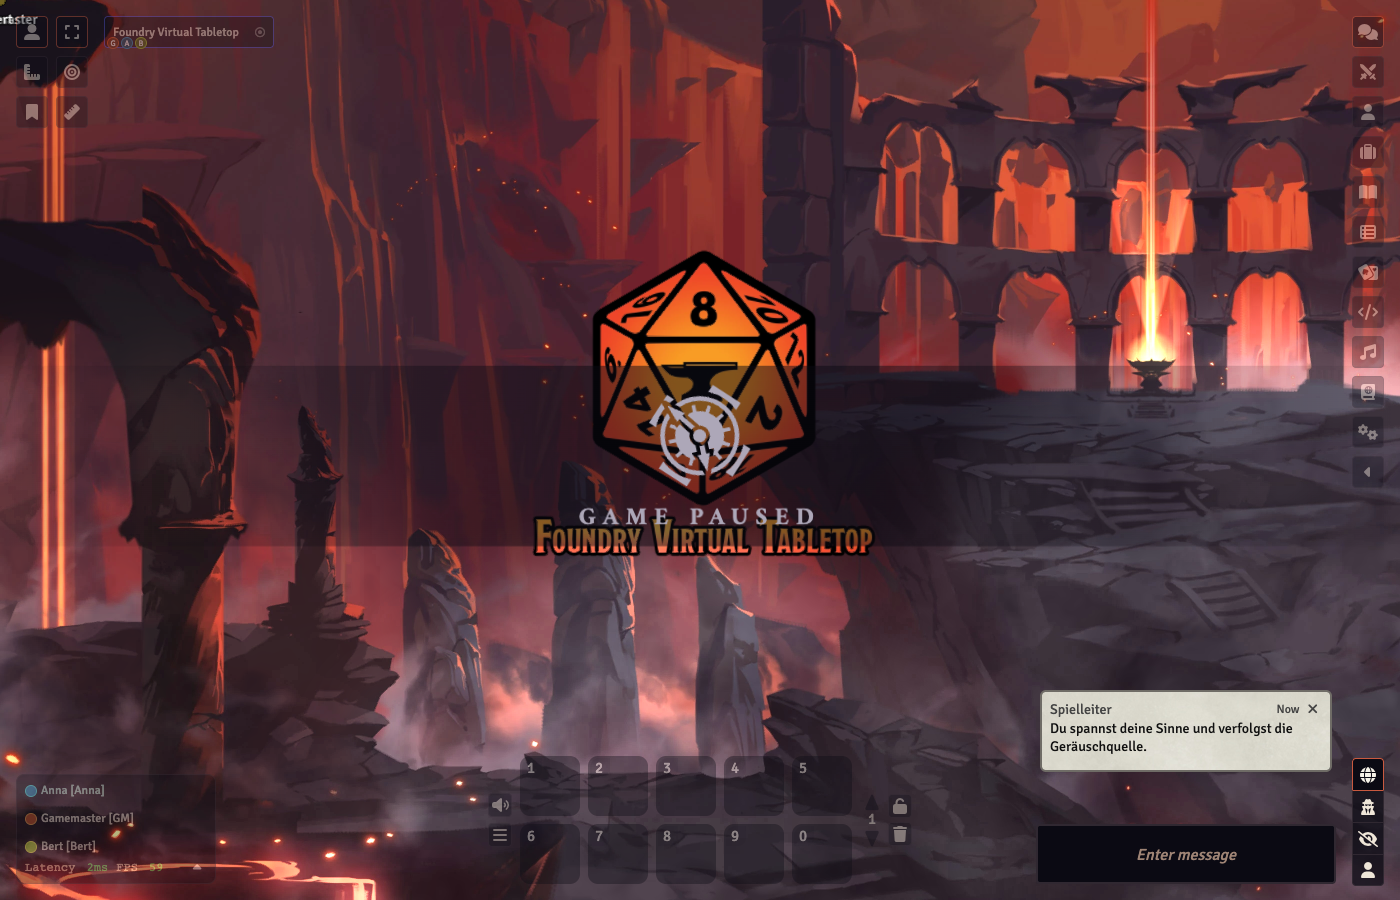 Foundry Virtual Tabletop
G A B
8
GAME PAUSED
FOUNDRY VIRTUAL TABLETOP
Spielleiter Now
Du spannst deine Sinne und verfolgst die
Geräuschquelle.
Anna [Anna]
Gamemaster [GM]
Bert [Bert]
Latency 2ms FPS 59
1 2 3 4 5
6 7 8 9 0
1
Enter message